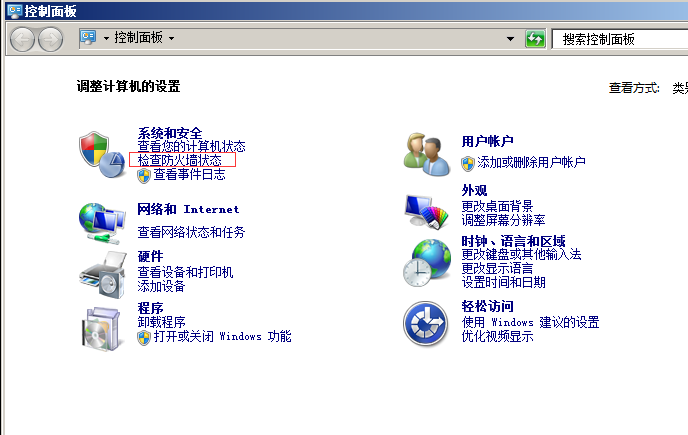 控制面板
控制面板
搜索控制面板
调整计算机的设置
查看方式:
系统和安全
查看您的计算机状态
检查防火墙状态
查看事件日志
网络和 Internet
查看网络状态和任务
硬件
查看设备和打印机
添加设备
程序
卸载程序
打开或关闭 Windows 功能
用户帐户
添加或删除用户帐户
外观
更改桌面背景
调整屏幕分辨率
时钟、语言和区域
更改键盘或其他输入法
更改显示语言
设置时间和日期
轻松访问
使用 Windows 建议的设置
优化视频显示